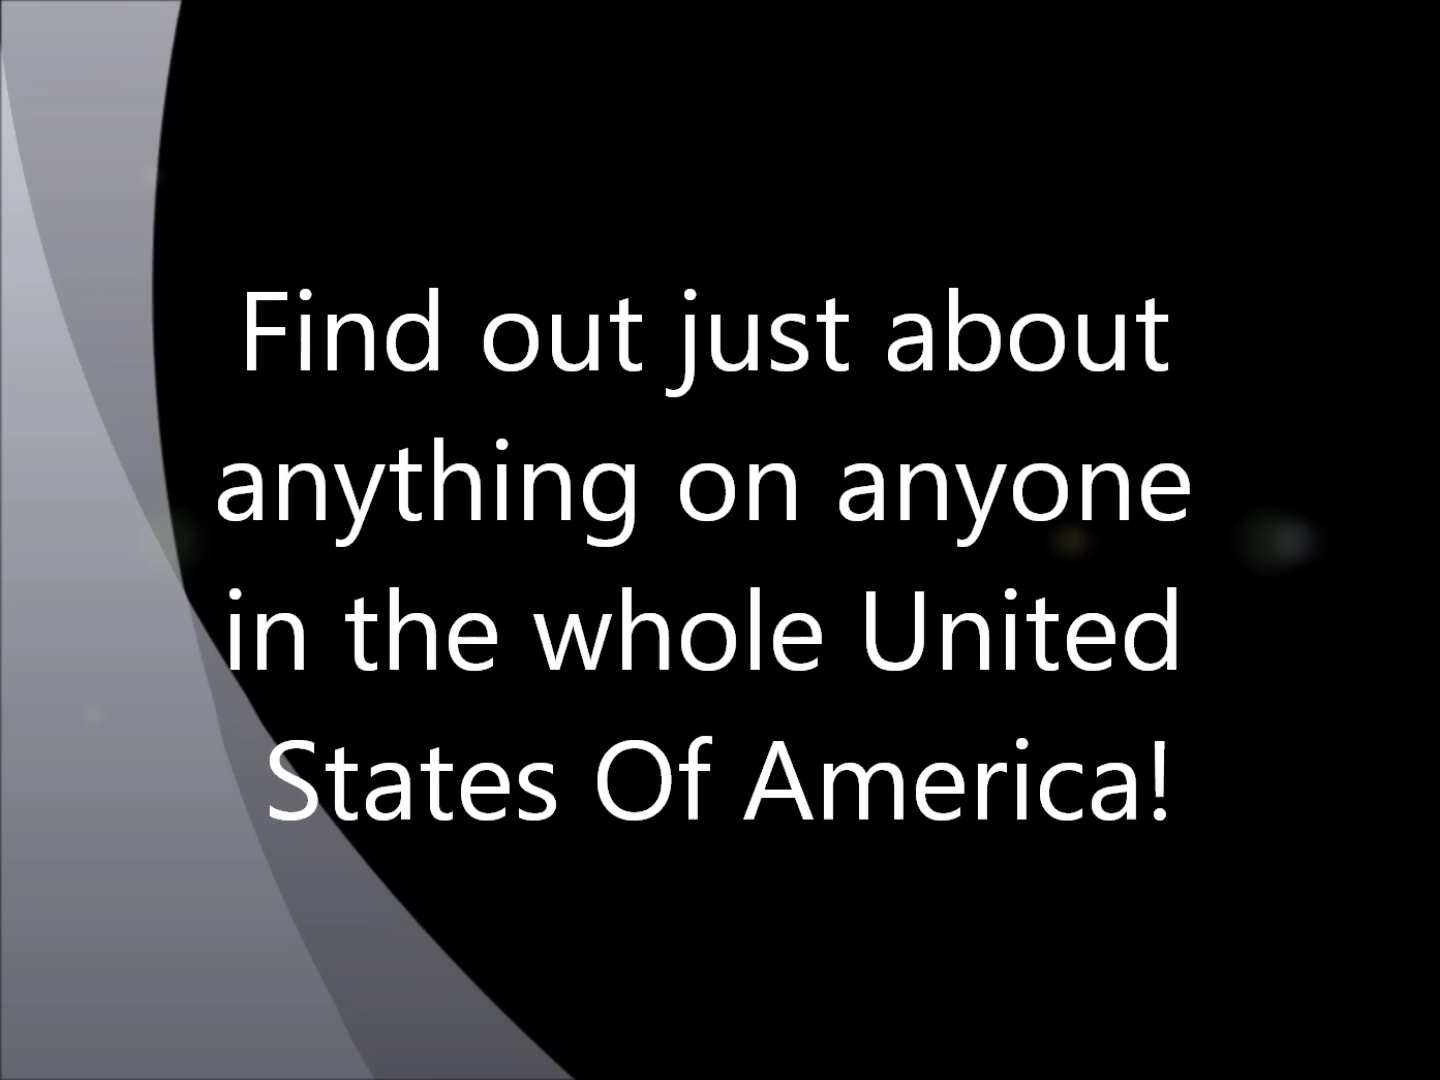 Find out just about
anything on anyone
in the whole United
States Of America!